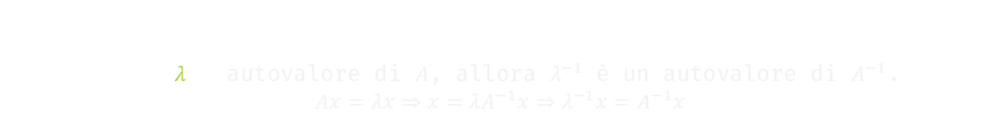 λ autovalore di A, allora λ⁻¹ è un autovalore di A⁻¹.
Ax = λx ⇒ x = λA⁻¹x ⇒ λ⁻¹x = A⁻¹x